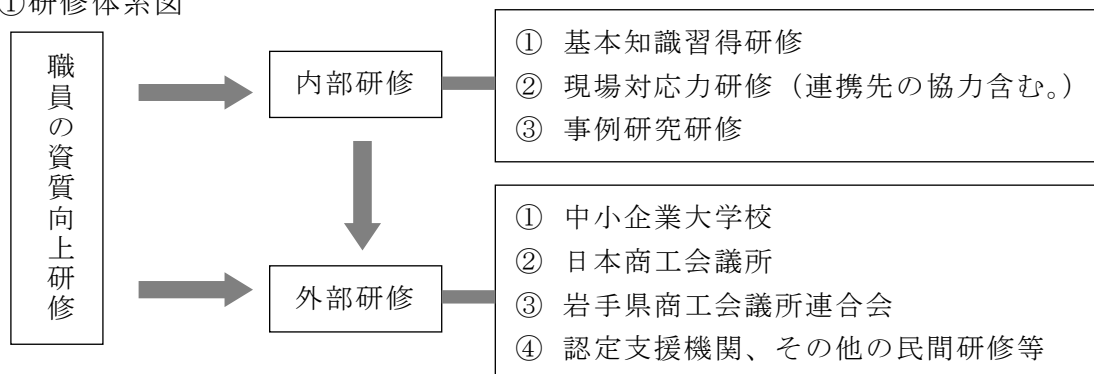 ①研修体系図
職員の資質向上研修
内部研修
① 基本知識習得研修
② 現場対応力研修（連携先の協力含む。）
③ 事例研究研修
外部研修
① 中小企業大学校
② 日本商工会議所
③ 岩手県商工会議所連合会
④ 認定支援機関、その他の民間研修等